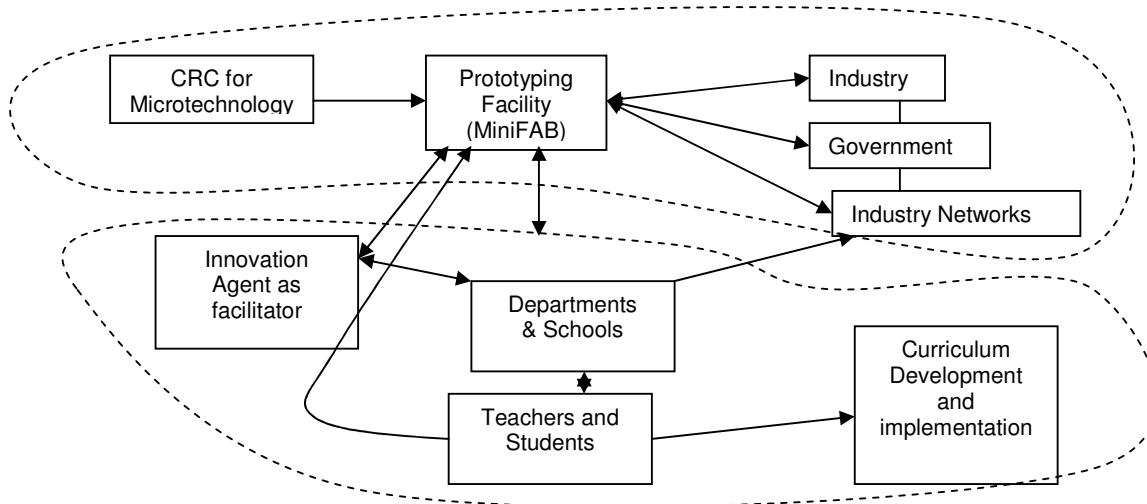 CRC for
Microtechnology
Prototyping
Facility
(MiniFAB)
Industry
Government
Industry Networks
Innovation
Agent as
facilitator
Departments
& Schools
Teachers and
Students
Curriculum
Development
and
implementation